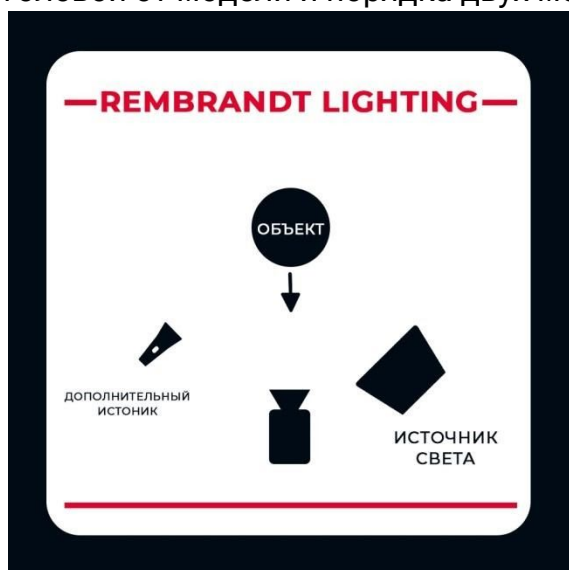 —REMBRANDT LIGHTING—
ОБЪЕКТ
ДОПОЛНИТЕЛЬНЫЙ
ИСТОНИК
ИСТОЧНИК
СВЕТА